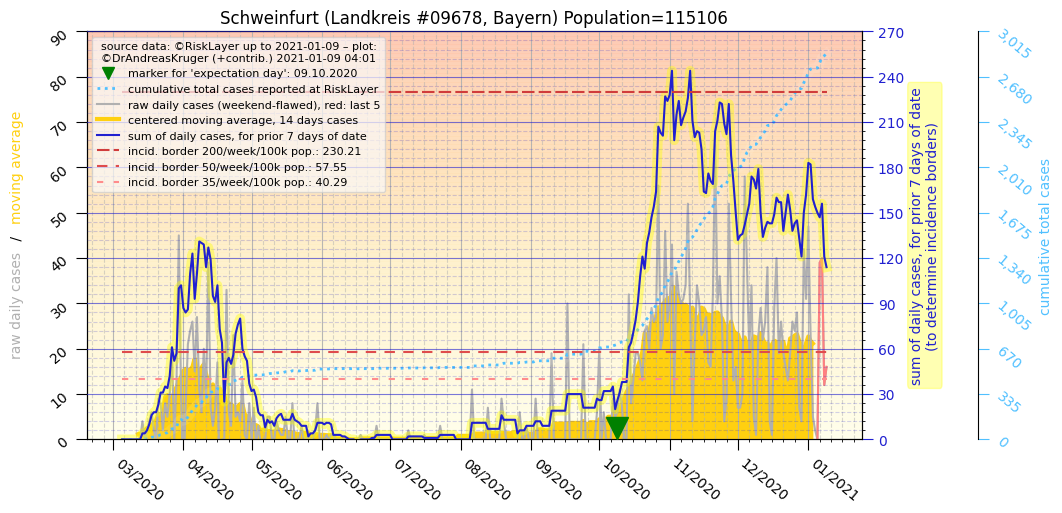 Schweinfurt (Landkreis #09678, Bayern) Population=115106
source data: ©RiskLayer up to 2021-01-09 – plot:
©DrAndreasKruger (+contrib.) 2021-01-09 04:01
marker for 'expectation day': 09.10.2020
cumulative total cases reported at RiskLayer
raw daily cases (weekend-flawed), red: last 5
centered moving average, 14 days cases
sum of daily cases, for prior 7 days of date
incid. border 200/week/100k pop.: 230.21
incid. border 50/week/100k pop.: 57.55
incid. border 35/week/100k pop.: 40.29
raw daily cases / moving average
90
80
70
60
50
40
30
20
10
0
03/2020
04/2020
05/2020
06/2020
07/2020
08/2020
09/2020
10/2020
11/2020
12/2020
01/2021
270
240
210
180
150
120
90
60
30
0
sum of daily cases, for prior 7 days of date
(to determine incidence borders)
3,015
2,680
2,345
2,010
1,675
1,340
1,005
670
335
0
cumulative total cases